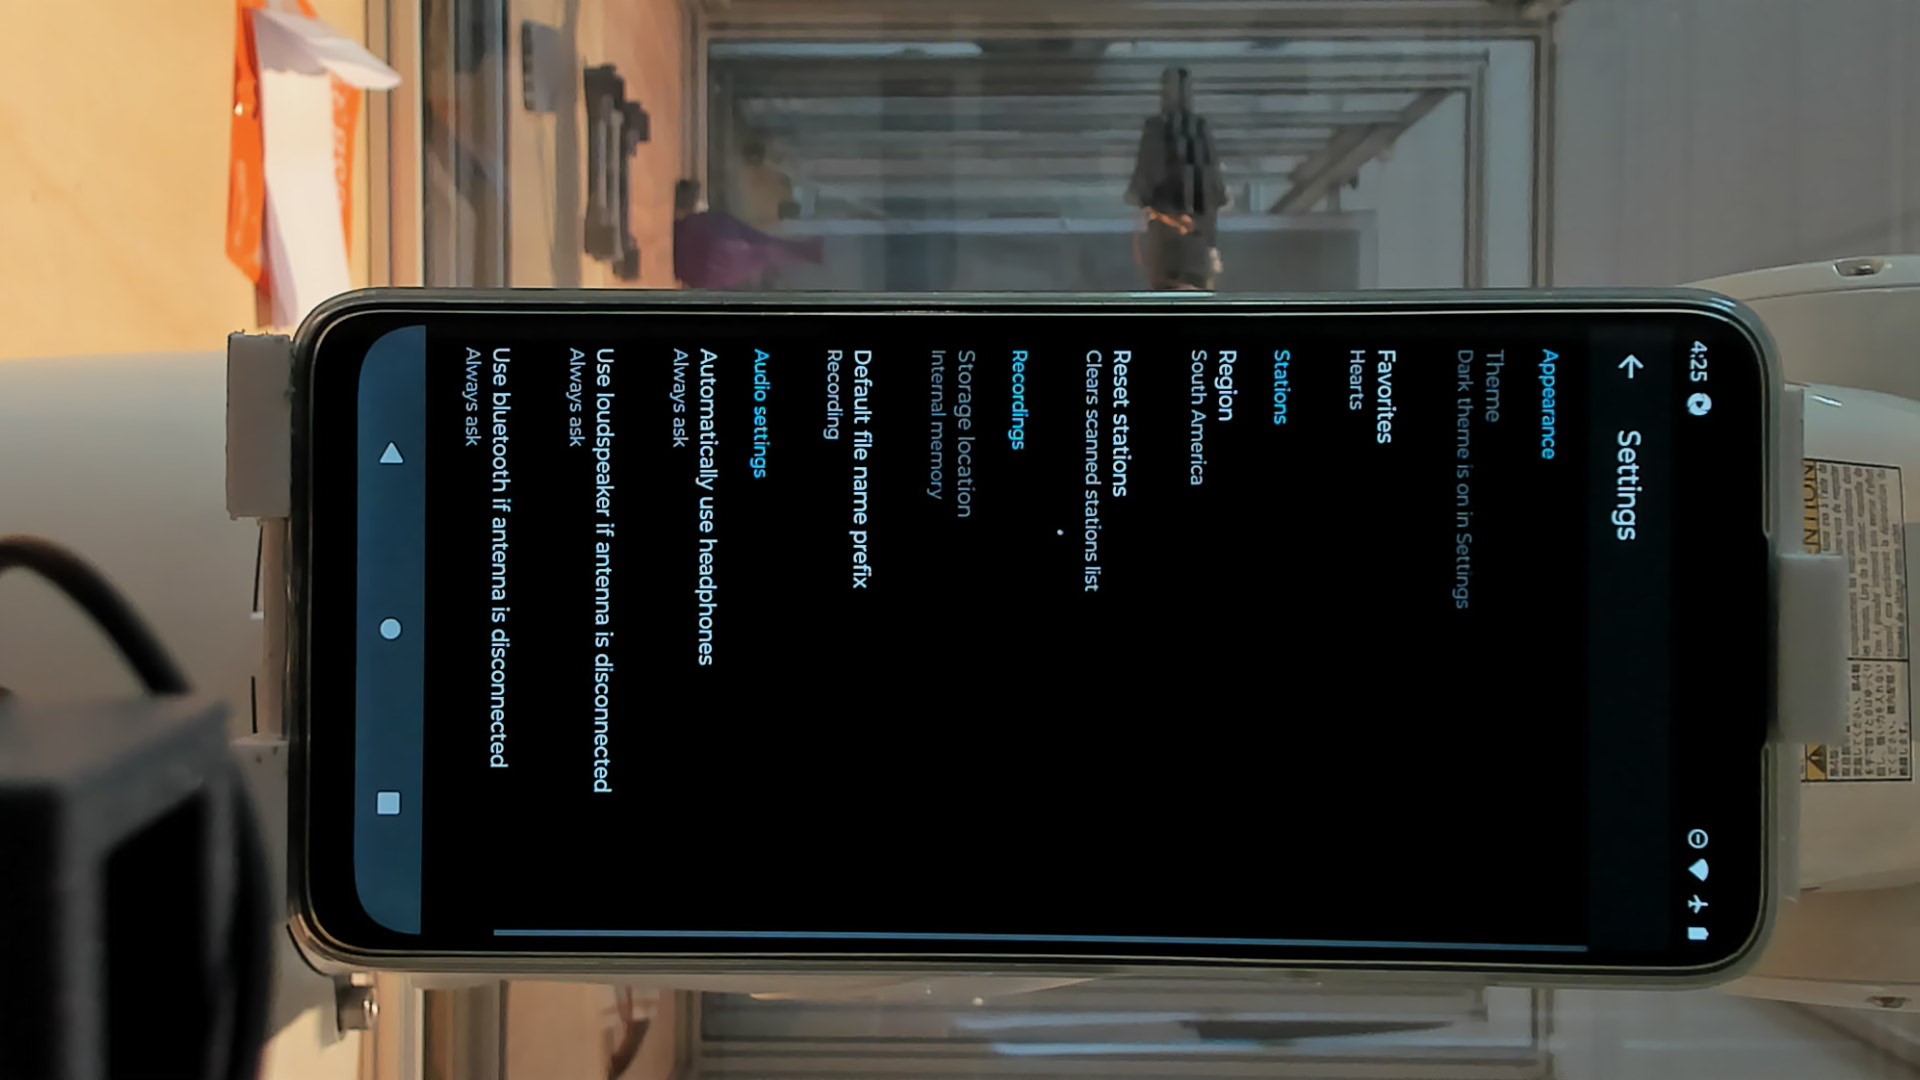 4:25
Settings
Appearance
Theme
Dark theme is on in Settings
Favorites
Hearts
Stations
Region
South America
Reset stations
Clears scanned stations list
Recordings
Storage location
Internal memory
Default file name prefix
Recording
Audio settings
Automatically use headphones
Always ask
Use loudspeaker if antenna is disconnected
Always ask
Use bluetooth if antenna is disconnected
Always ask